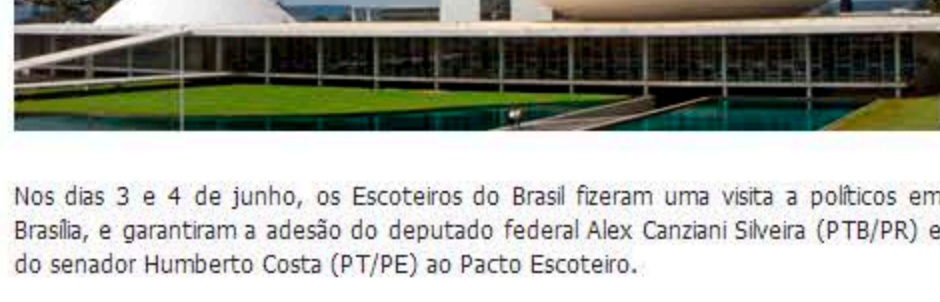 Nos dias 3 e 4 de junho, os Escoteiros do Brasil fizeram uma visita a políticos em
Brasília, e garantiram a adesão do deputado federal Alex Canziani Silveira (PTB/PR) e
do senador Humberto Costa (PT/PE) ao Pacto Escoteiro.